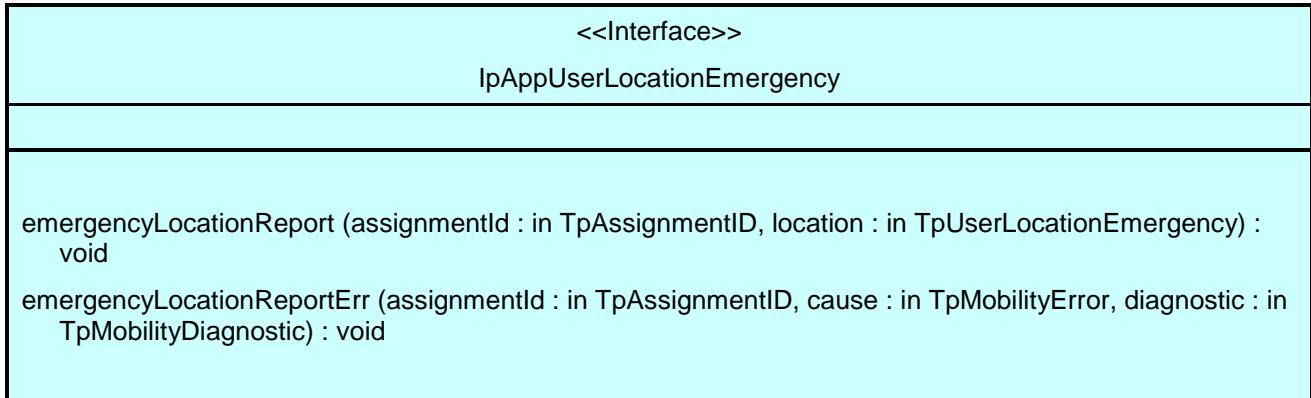 <<Interface>>
IpAppUserLocationEmergency
emergencyLocationReport (assignmentId : in TpAssignmentID, location : in TpUserLocationEmergency) :
void
emergencyLocationReportErr (assignmentId : in TpAssignmentID, cause : in TpMobilityError, diagnostic : in
TpMobilityDiagnostic) : void